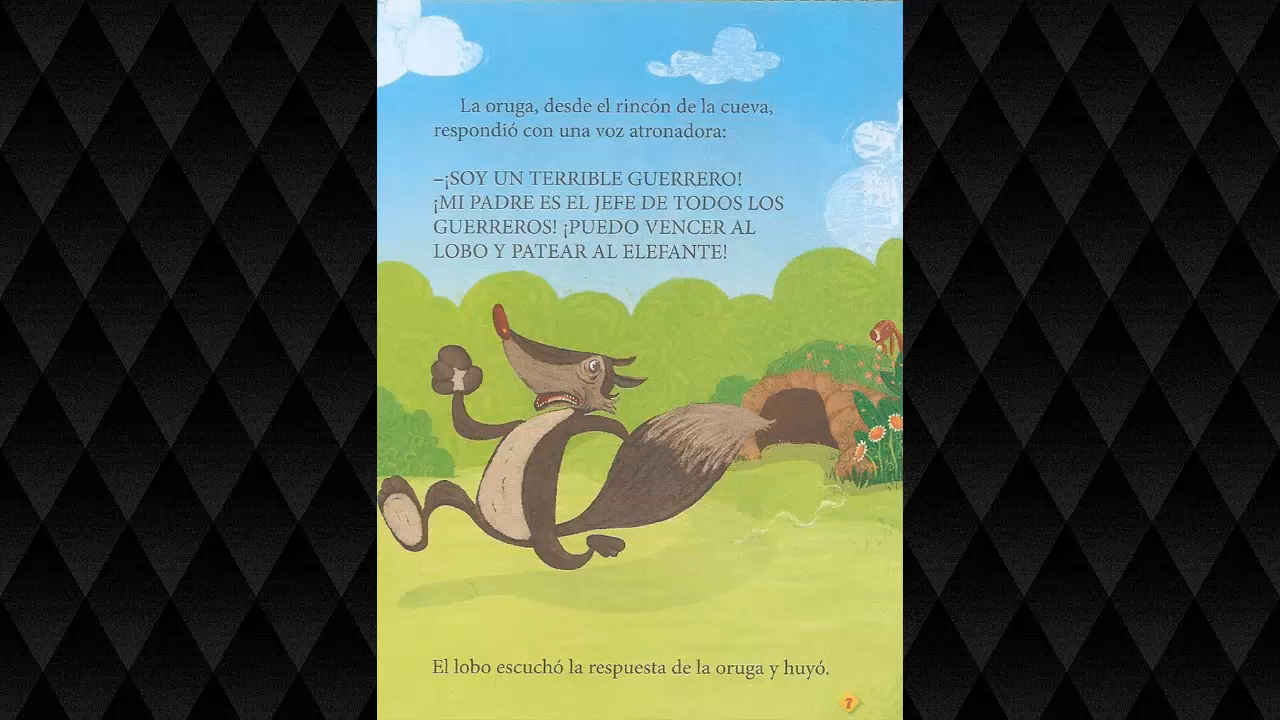 La oruga, desde el rincón de la cueva,
respondió con una voz atronadora:
–¡SOY UN TERRIBLE GUERRERO!
¡MI PADRE ES EL JEFE DE TODOS LOS
GUERREROS! ¡PUEDO VENCER AL
LOBO Y PATEAR AL ELEFANTE!
El lobo escuchó la respuesta de la oruga y huyó.
7